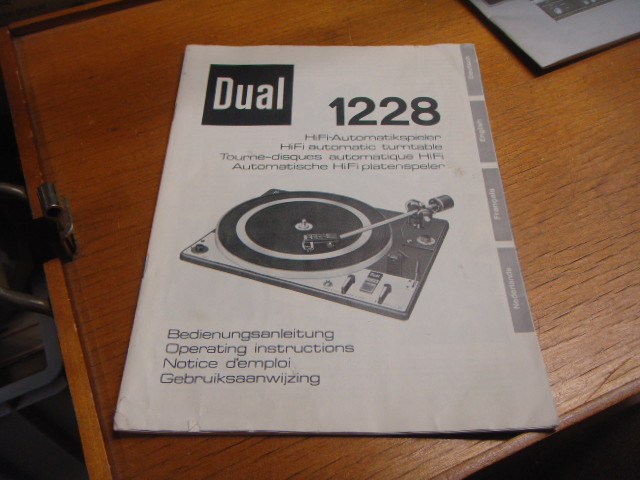 Dual
1228
HiFi-Automatikspieler
HiFi automatic turntable
Tourne-disques automatique HiFi
Automatische HiFi platenspeler
Dual
Bedienungsanleitung
Operating instructions
Notice d'emploi
Gebruiksaanwijzing
English
Français
Nederlands